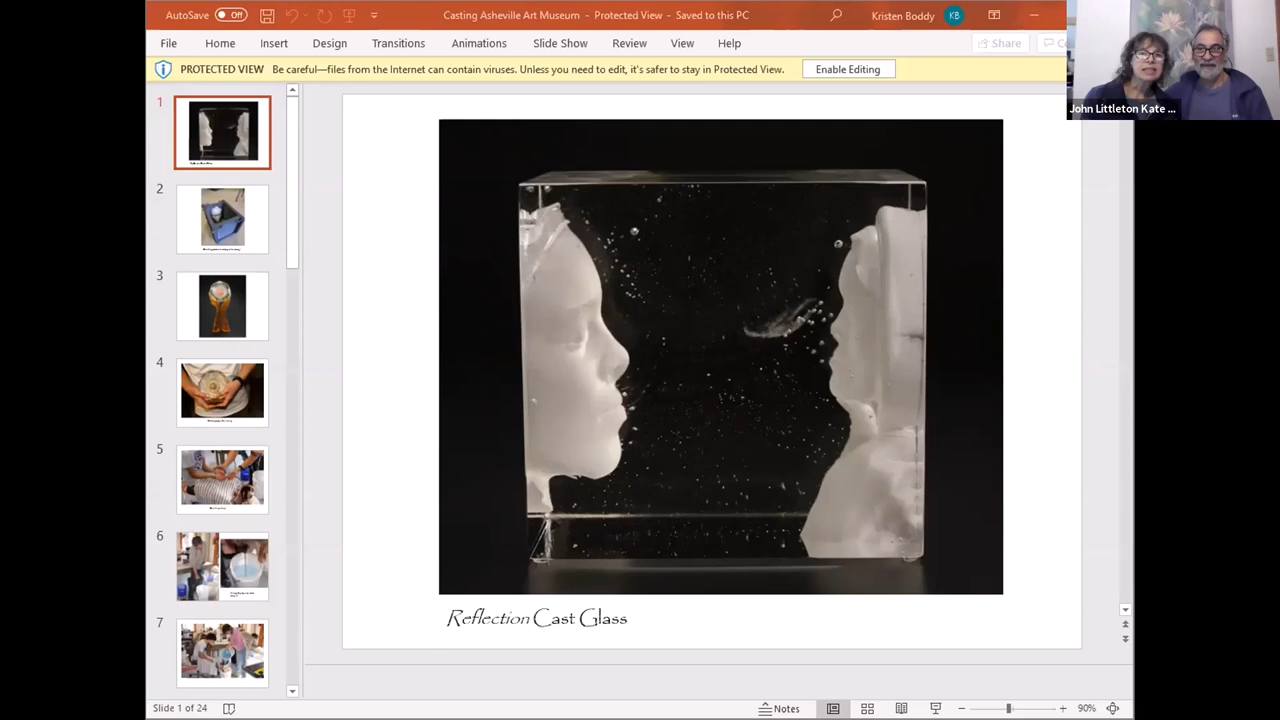 AutoSave Off
Casting Asheville Art Museum - Protected View - Saved to this PC
Kristen Boddy KB
File Home Insert Design Transitions Animations Slide Show Review View Help Share
PROTECTED VIEW Be careful—files from the Internet can contain viruses. Unless you need to edit, it's safer to stay in Protected View. Enable Editing
John Littleton Kate ...
1
2
3
4
5
6
7
Reflection Cast Glass
Slide 1 of 24
Notes
90%